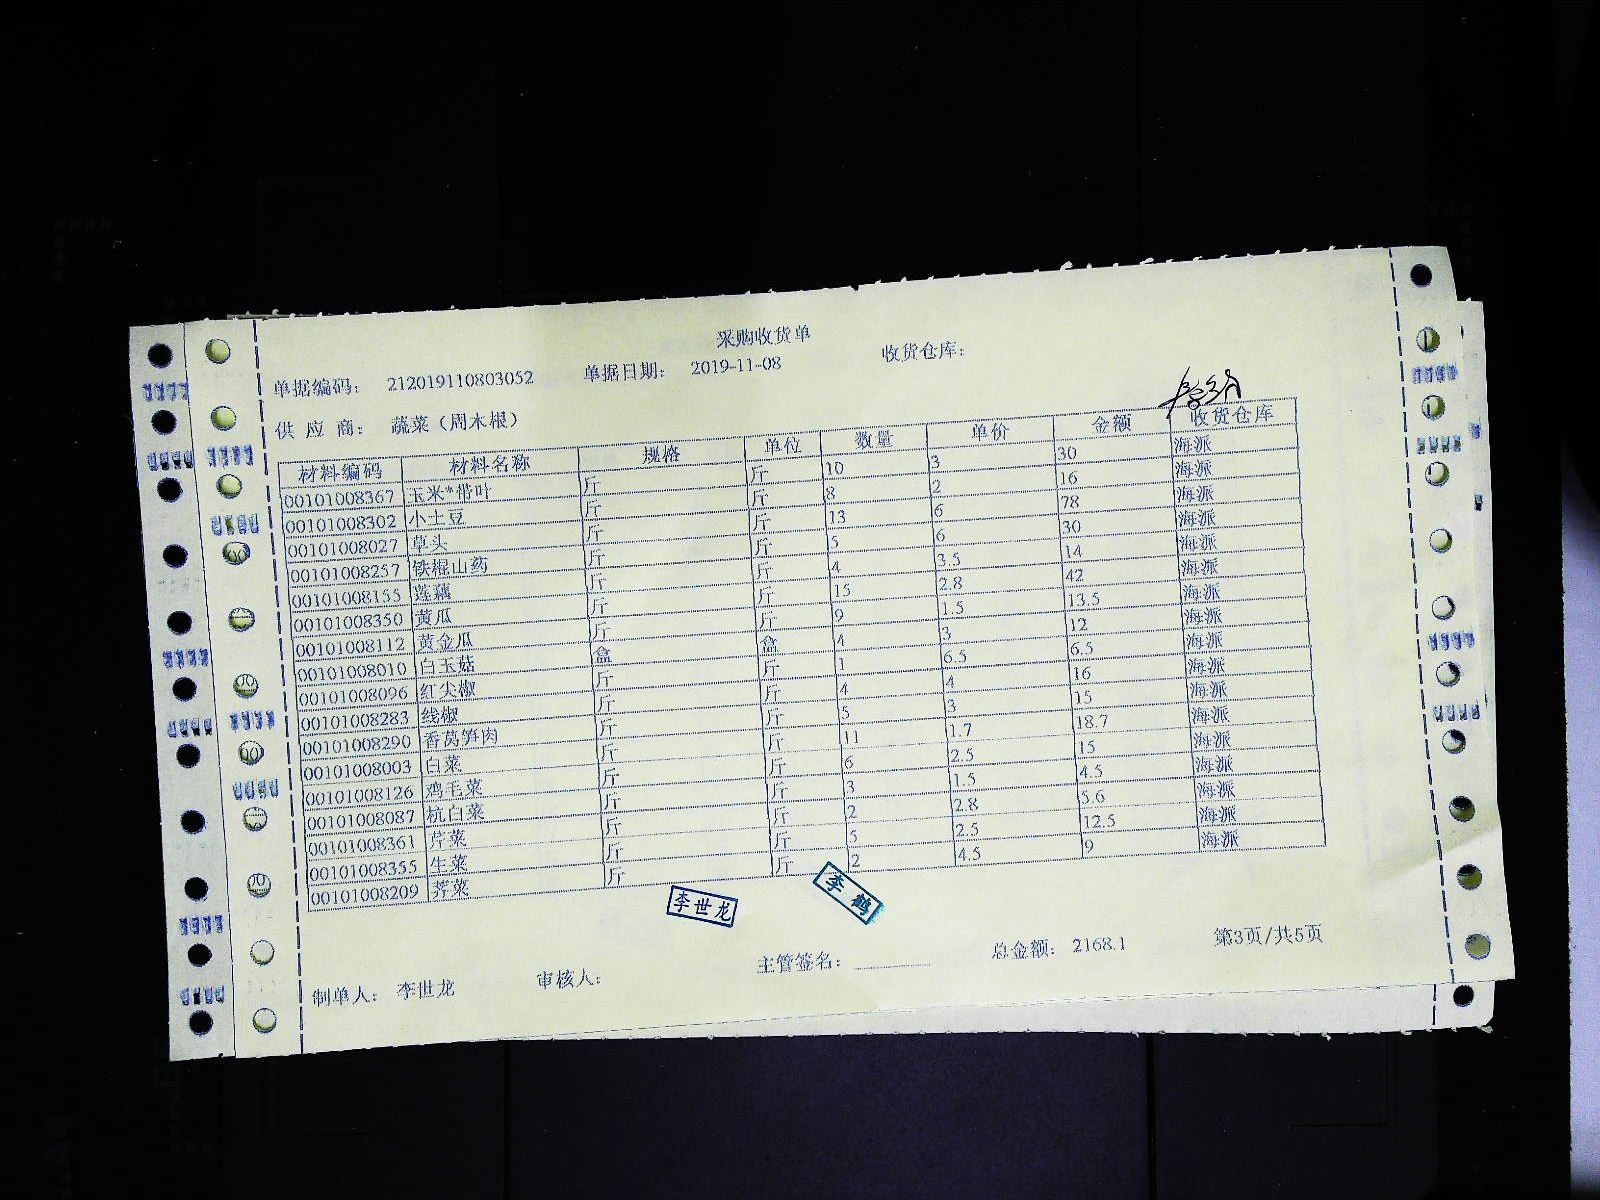 采购收货单
单据编码： 212019110803052 单据日期： 2019-11-08 收货仓库：
供 应 商： 蔬菜（周木根）
材料编码 材料名称 规格 单位 数量 单价 金额 收货仓库
00101008367 玉米*带叶 斤 斤 10 3 30 海派
00101008302 小土豆 斤 斤 8 2 16 海派
00101008027 草头 斤 斤 13 6 78 海派
00101008257 铁棍山药 斤 斤 5 6 30 海派
00101008155 莲藕 斤 斤 4 3.5 14 海派
00101008350 黄瓜 斤 斤 15 2.8 42 海派
00101008112 黄金瓜 斤 斤 9 1.5 13.5 海派
00101008010 白玉菇 盒 盒 4 3 12 海派
00101008096 红尖椒 斤 斤 1 6.5 6.5 海派
00101008283 线椒 斤 斤 4 4 16 海派
00101008290 香莴笋肉 斤 斤 5 3 15 海派
00101008003 白菜 斤 斤 11 1.7 18.7 海派
00101008126 鸡毛菜 斤 斤 6 2.5 15 海派
00101008087 杭白菜 斤 斤 3 1.5 4.5 海派
00101008361 芹菜 斤 斤 2 2.8 5.6 海派
00101008355 生菜 斤 斤 5 2.5 12.5 海派
00101008209 荠菜 斤 斤 2 4.5 9 海派
李世龙 李鹤
制单人： 李世龙 审核人： 主管签名： 总金额： 2168.1 第3页/共5页